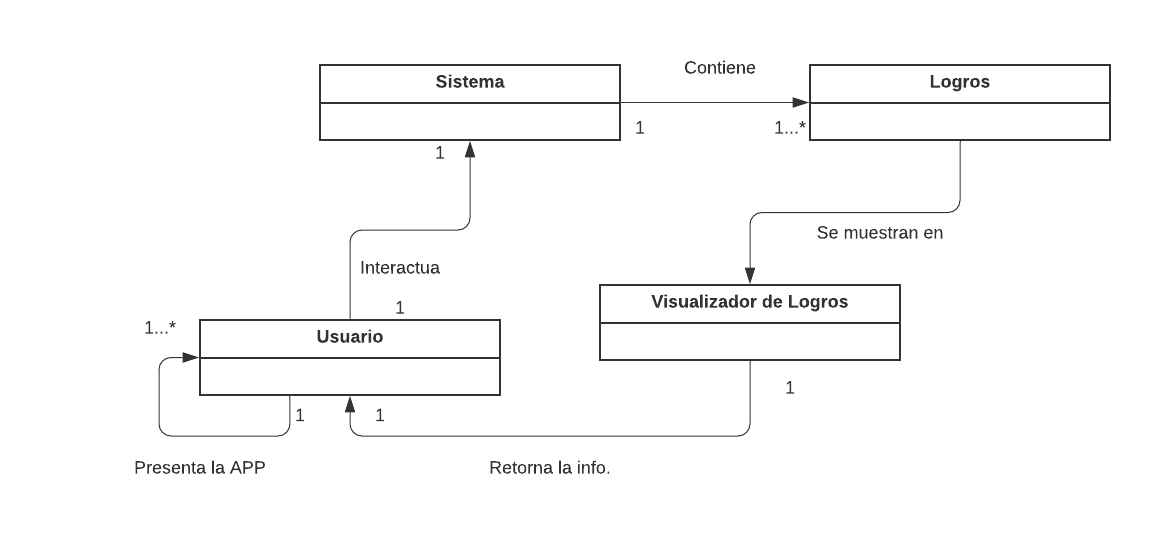 Contiene
Sistema
Logros
1
1...*
1
Se muestran en
Interactua
Visualizador de Logros
1
1...*
Usuario
1
1
1
Presenta la APP
Retorna la info.